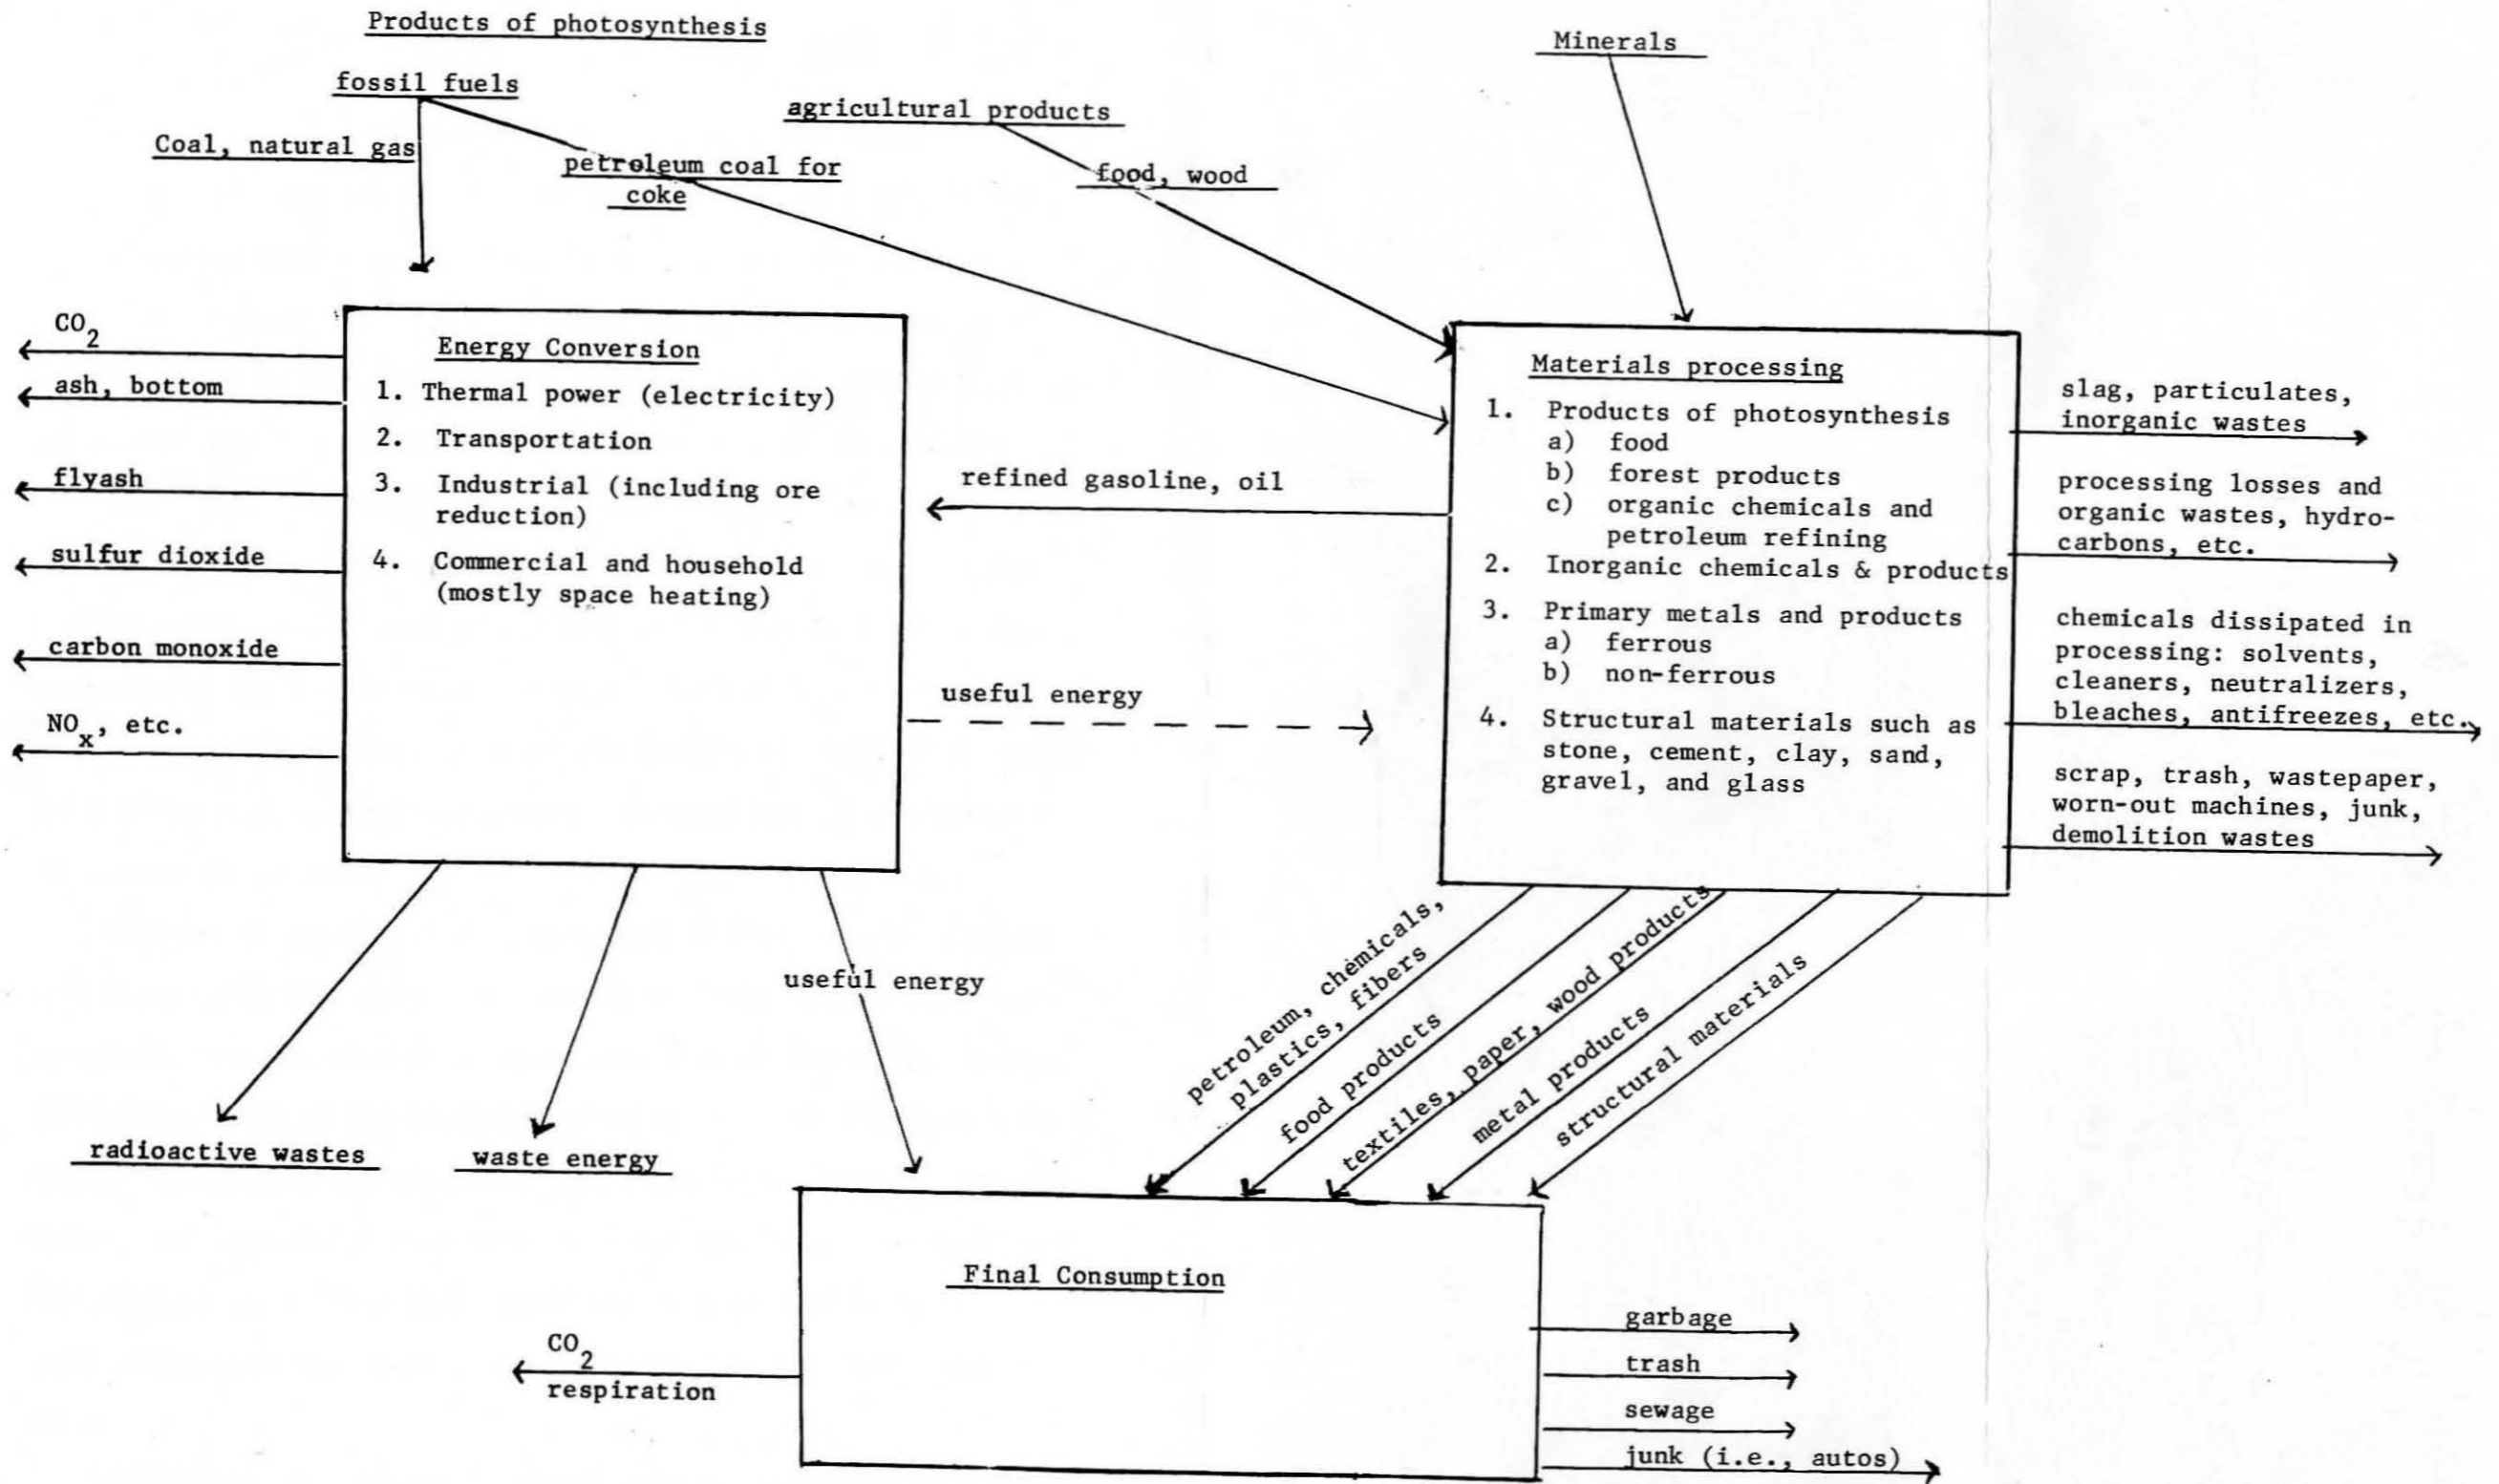 Products of photosynthesis
Minerals
fossil fuels
agricultural products
Coal, natural gas
petroleum coal for
coke
food, wood
CO2
ash, bottom
flyash
sulfur dioxide
carbon monoxide
NOx, etc.
Energy Conversion
1. Thermal power (electricity)
2. Transportation
3. Industrial (including ore
reduction)
4. Commercial and household
(mostly space heating)
refined gasoline, oil
useful energy
Materials processing
1. Products of photosynthesis
a) food
b) forest products
c) organic chemicals and
petroleum refining
2. Inorganic chemicals & products
3. Primary metals and products
a) ferrous
b) non-ferrous
4. Structural materials such as
stone, cement, clay, sand,
gravel, and glass
slag, particulates,
inorganic wastes
processing losses and
organic wastes, hydro-
carbons, etc.
chemicals dissipated in
processing: solvents,
cleaners, neutralizers,
bleaches, antifreezes, etc.
scrap, trash, wastepaper,
worn-out machines, junk,
demolition wastes
radioactive wastes
waste energy
useful energy
petroleum, chemicals,
plastics, fibers
food products
textiles, paper, wood products
metal products
structural materials
Final Consumption
CO2
respiration
garbage
trash
sewage
junk (i.e., autos)